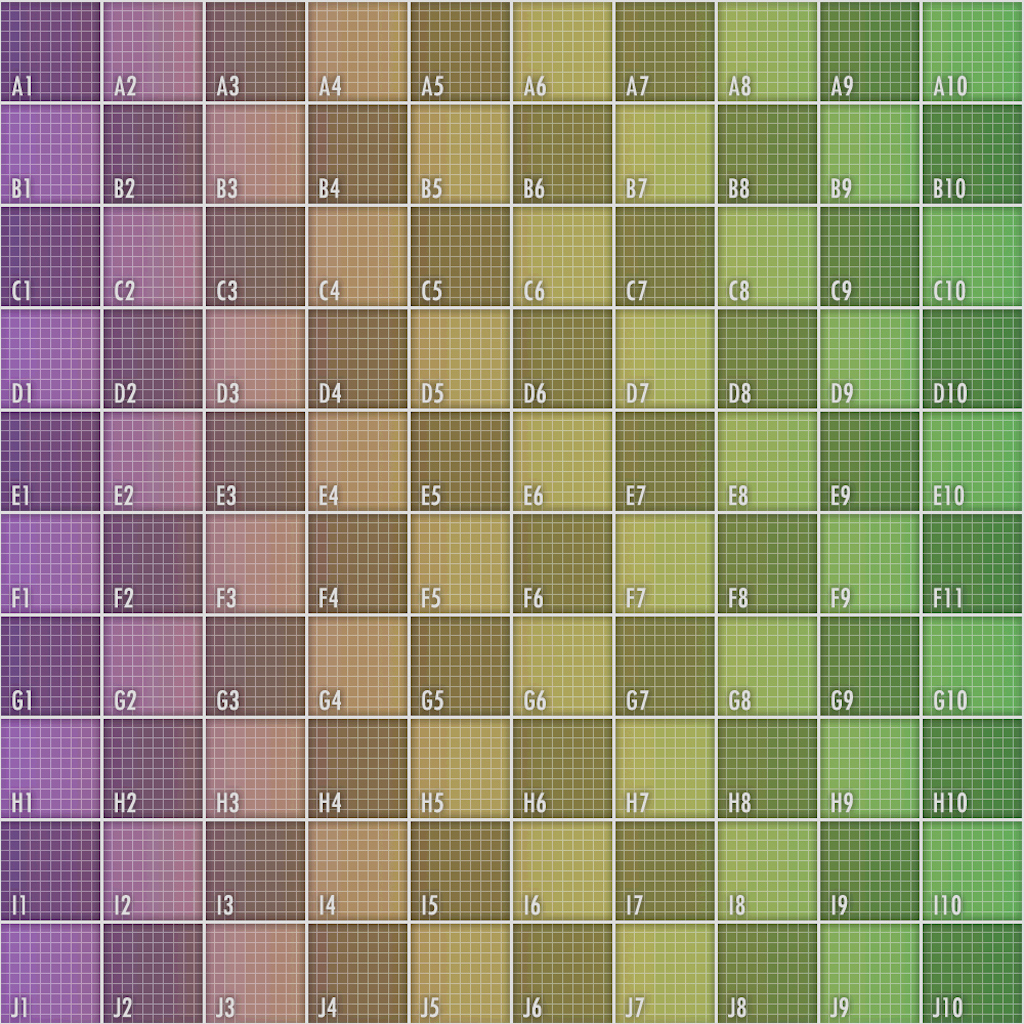 A1 A2 A3 A4 A5 A6 A7 A8 A9 A10
B1 B2 B3 B4 B5 B6 B7 B8 B9 B10
C1 C2 C3 C4 C5 C6 C7 C8 C9 C10
D1 D2 D3 D4 D5 D6 D7 D8 D9 D10
E1 E2 E3 E4 E5 E6 E7 E8 E9 E10
F1 F2 F3 F4 F5 F6 F7 F8 F9 F11
G1 G2 G3 G4 G5 G6 G7 G8 G9 G10
H1 H2 H3 H4 H5 H6 H7 H8 H9 H10
I1 I2 I3 I4 I5 I6 I7 I8 I9 I10
J1 J2 J3 J4 J5 J6 J7 J8 J9 J10